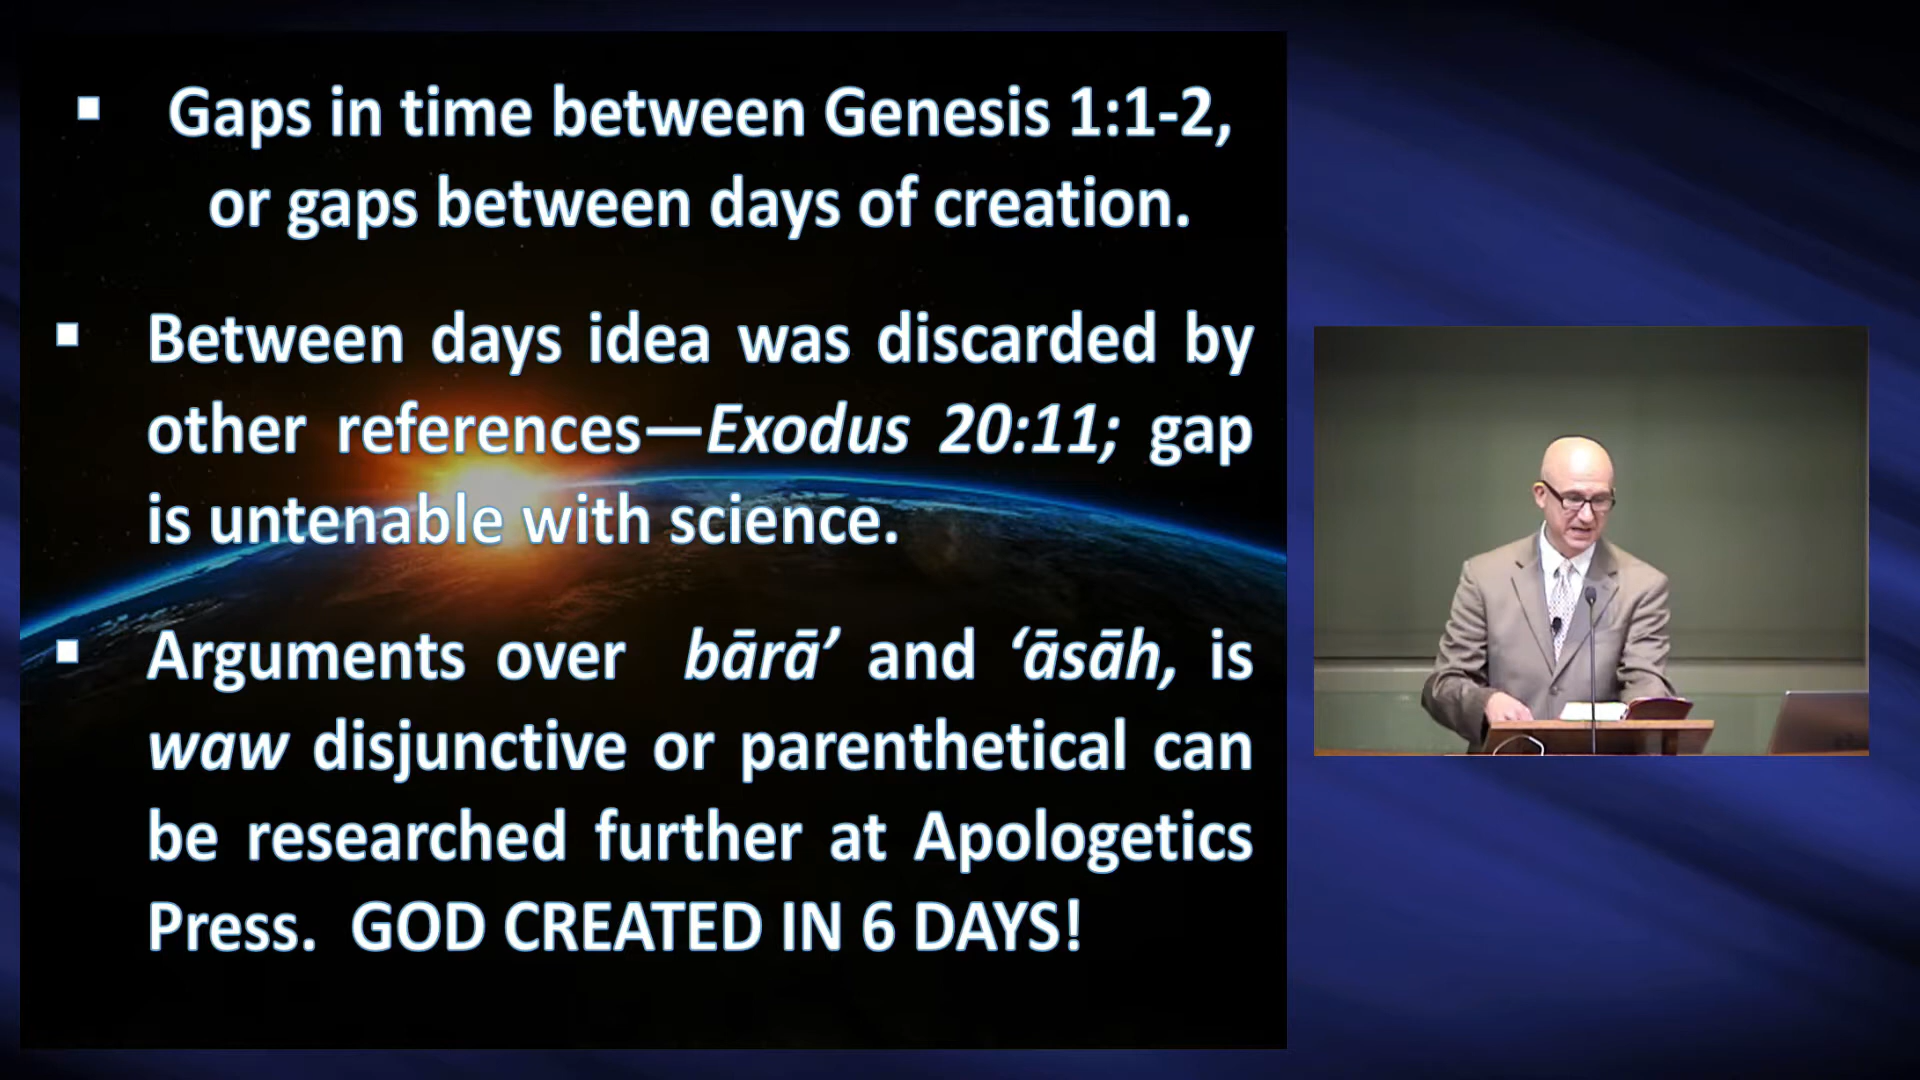 ▪ Gaps in time between Genesis 1:1-2,
or gaps between days of creation.
▪ Between days idea was discarded by
other references—Exodus 20:11; gap
is untenable with science.
▪ Arguments over bārā’ and ‘āsāh, is
waw disjunctive or parenthetical can
be researched further at Apologetics
Press. GOD CREATED IN 6 DAYS!